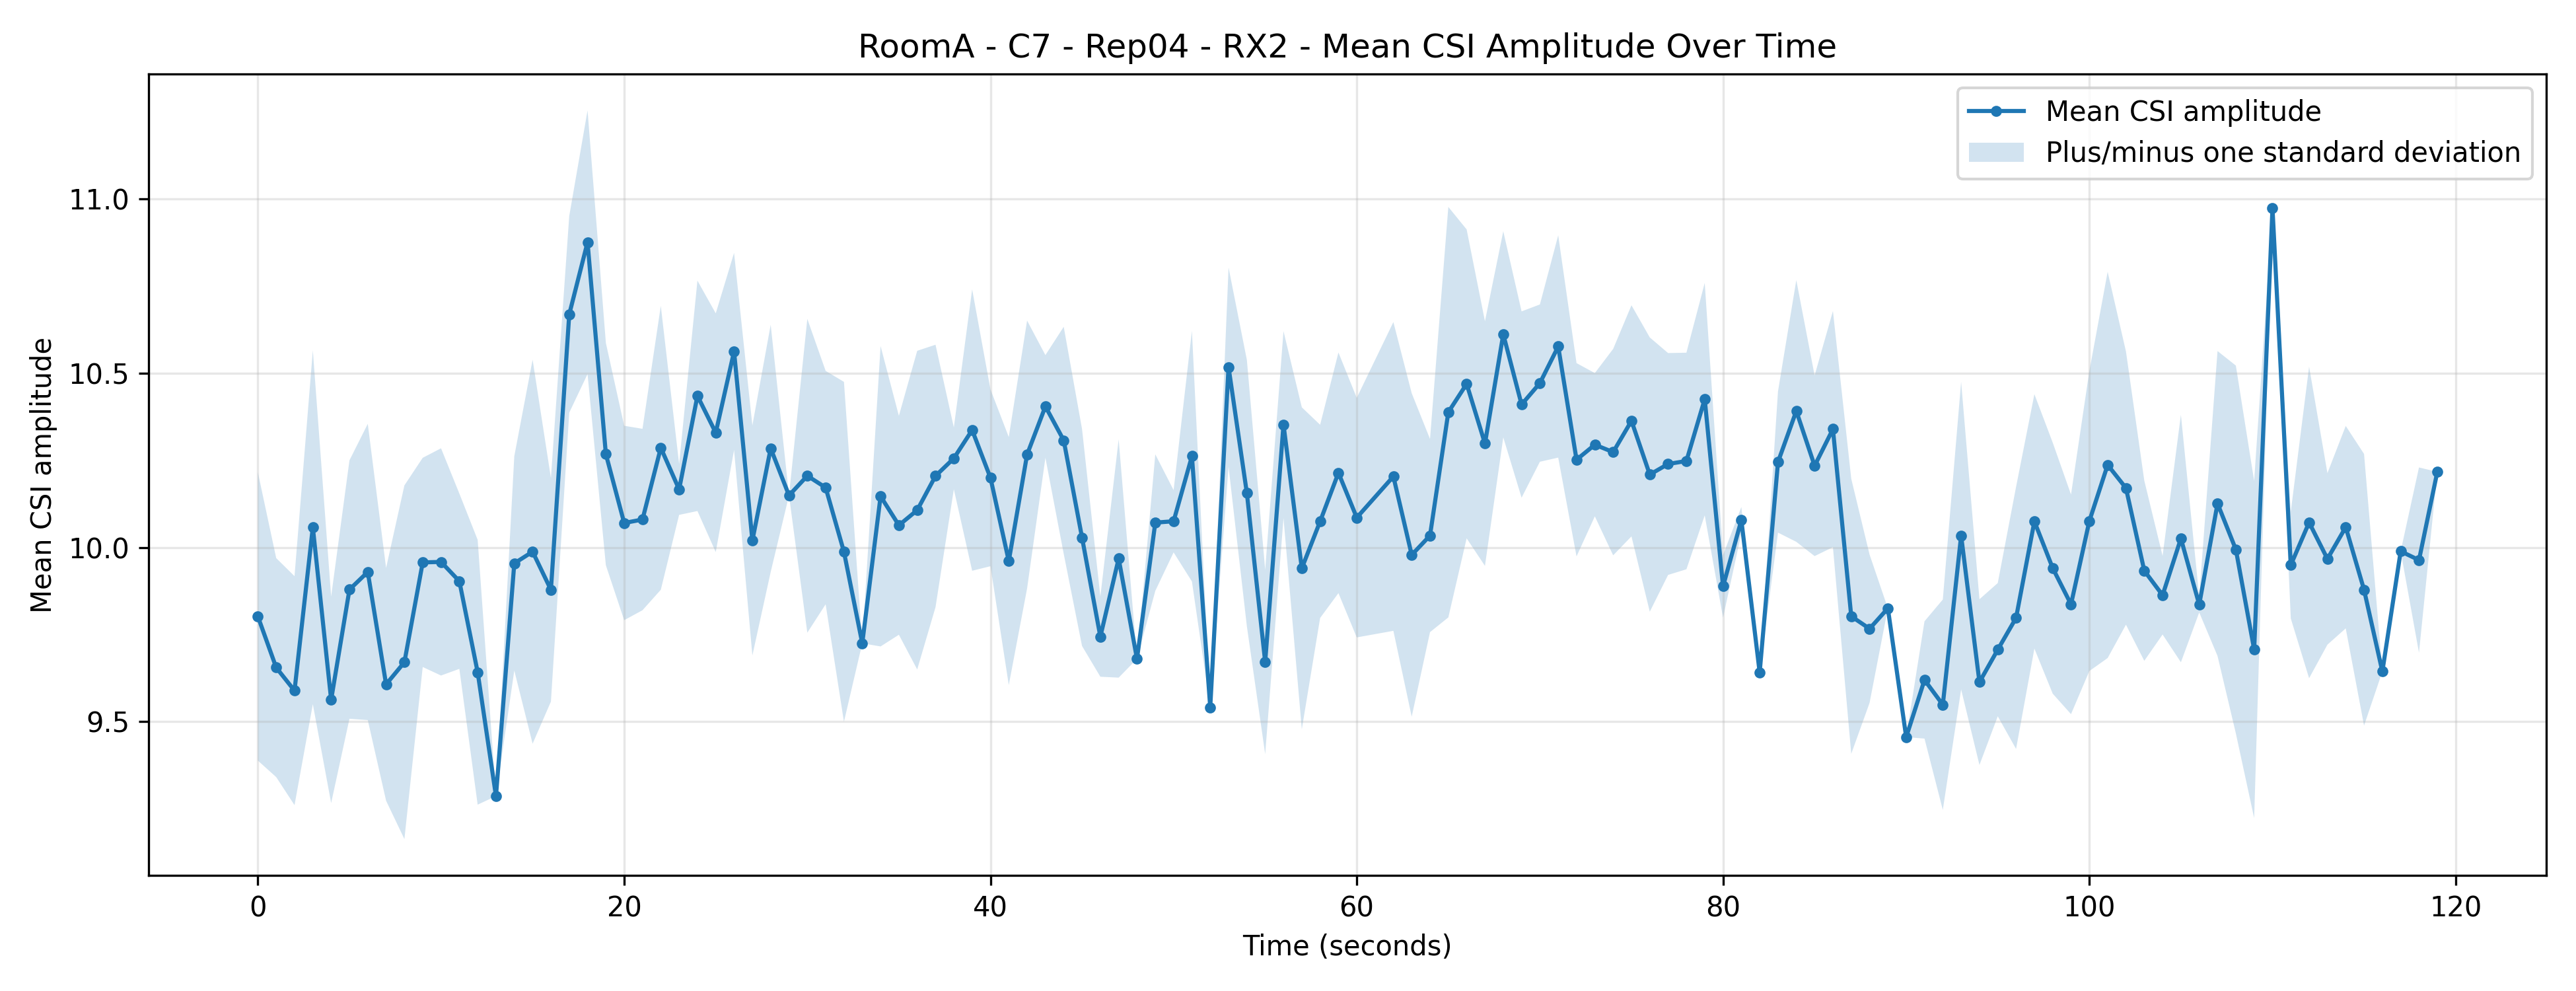 RoomA - C7 - Rep04 - RX2 - Mean CSI Amplitude Over Time
Mean CSI amplitude
Plus/minus one standard deviation
Mean CSI amplitude
11.0
10.5
10.0
9.5
0 20 40 60 80 100 120
Time (seconds)